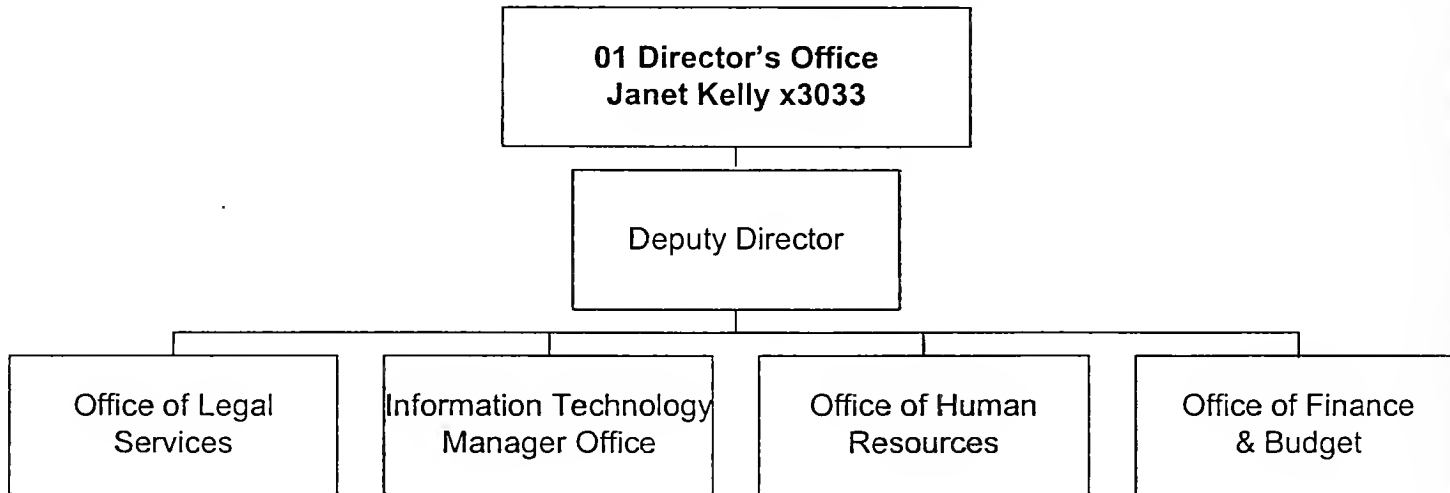 01 Director's Office
Janet Kelly x3033
Deputy Director
Office of Legal
Services
Information Technology
Manager Office
Office of Human
Resources
Office of Finance
& Budget